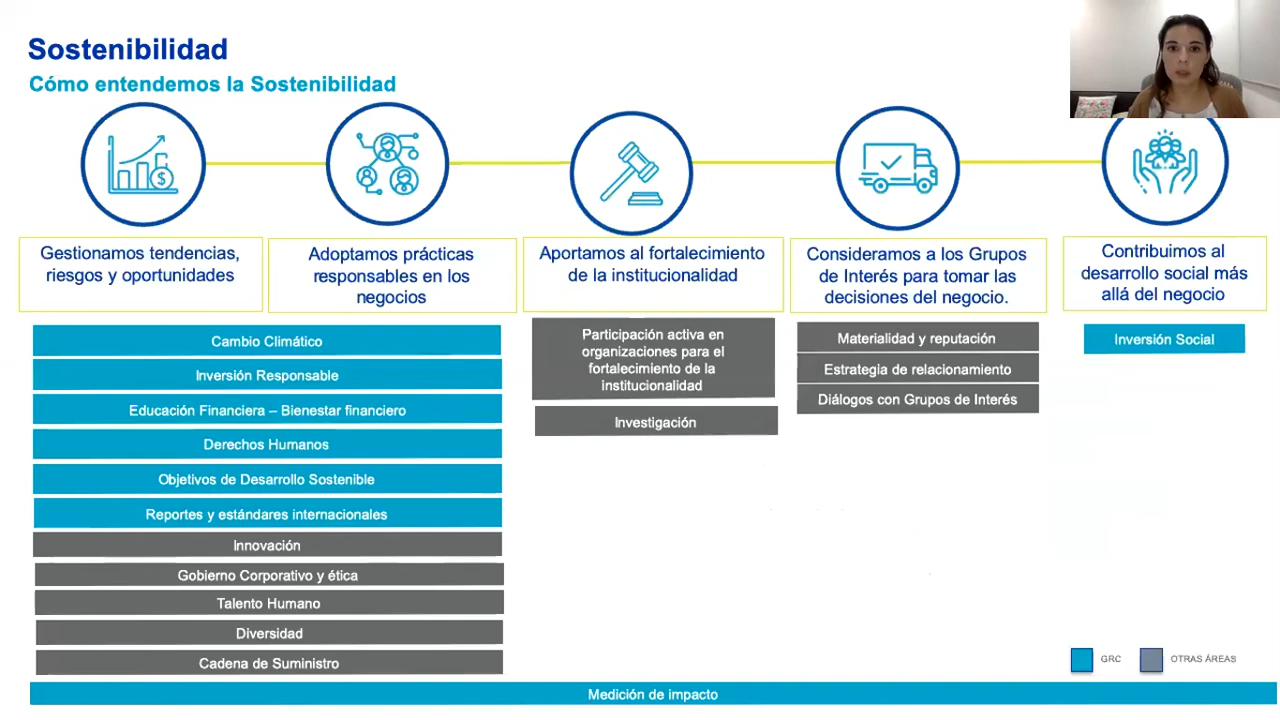 Sostenibilidad
Cómo entendemos la Sostenibilidad
$
Gestionamos tendencias,
riesgos y oportunidades
Adoptamos prácticas
responsables en los
negocios
Aportamos al fortalecimiento
de la institucionalidad
Consideramos a los Grupos
de Interés para tomar las
decisiones del negocio.
Contribuimos al
desarrollo social más
allá del negocio
Cambio Climático
Inversión Responsable
Educación Financiera – Bienestar financiero
Derechos Humanos
Objetivos de Desarrollo Sostenible
Reportes y estándares internacionales
Innovación
Gobierno Corporativo y ética
Talento Humano
Diversidad
Cadena de Suministro
Participación activa en
organizaciones para el
fortalecimiento de la
institucionalidad
Investigación
Materialidad y reputación
Estrategia de relacionamiento
Diálogos con Grupos de Interés
Inversión Social
GRC
OTRAS ÁREAS
Medición de impacto